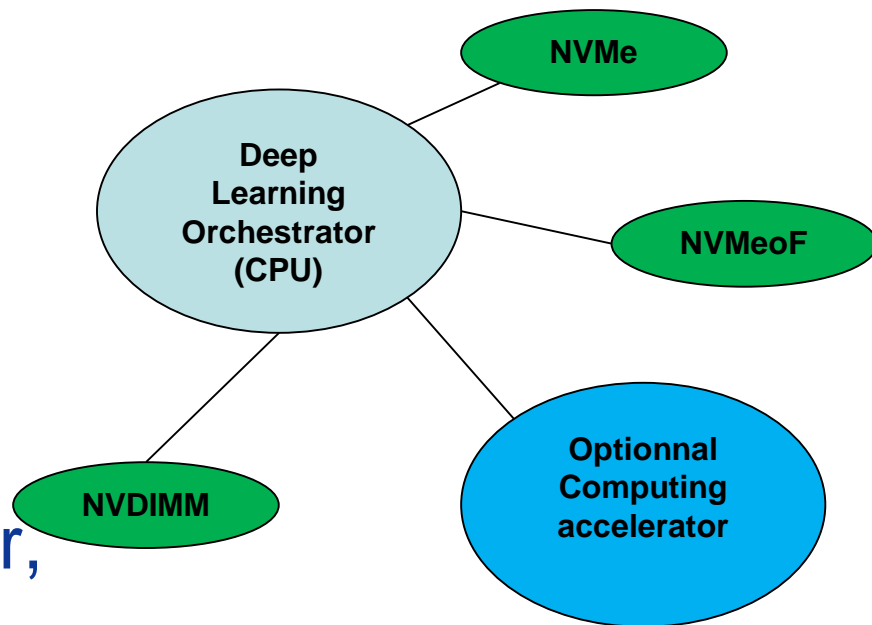 NVMe
Deep
Learning
Orchestrator
(CPU)
NVMeoF
Optionnal
Computing
accelerator
NVDIMM
r,